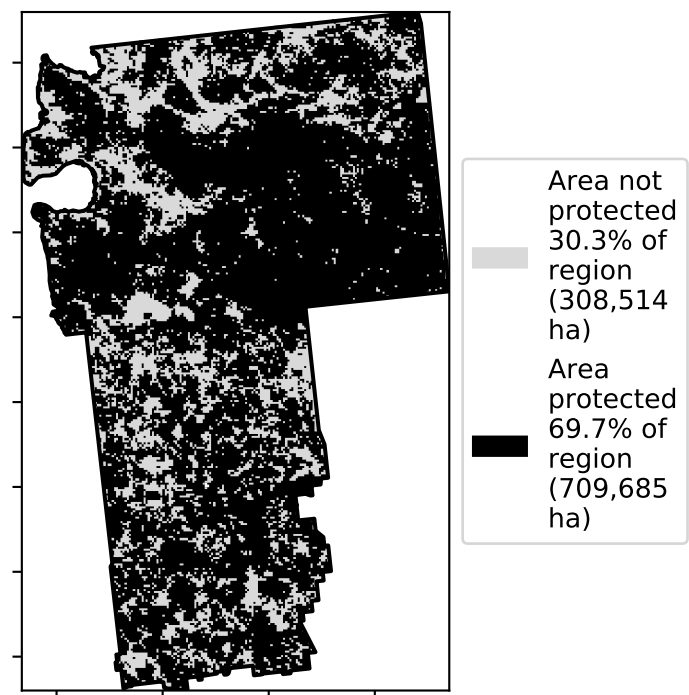 Area not
protected
30.3% of
region
(308,514
ha)
Area
protected
69.7% of
region
(709,685
ha)